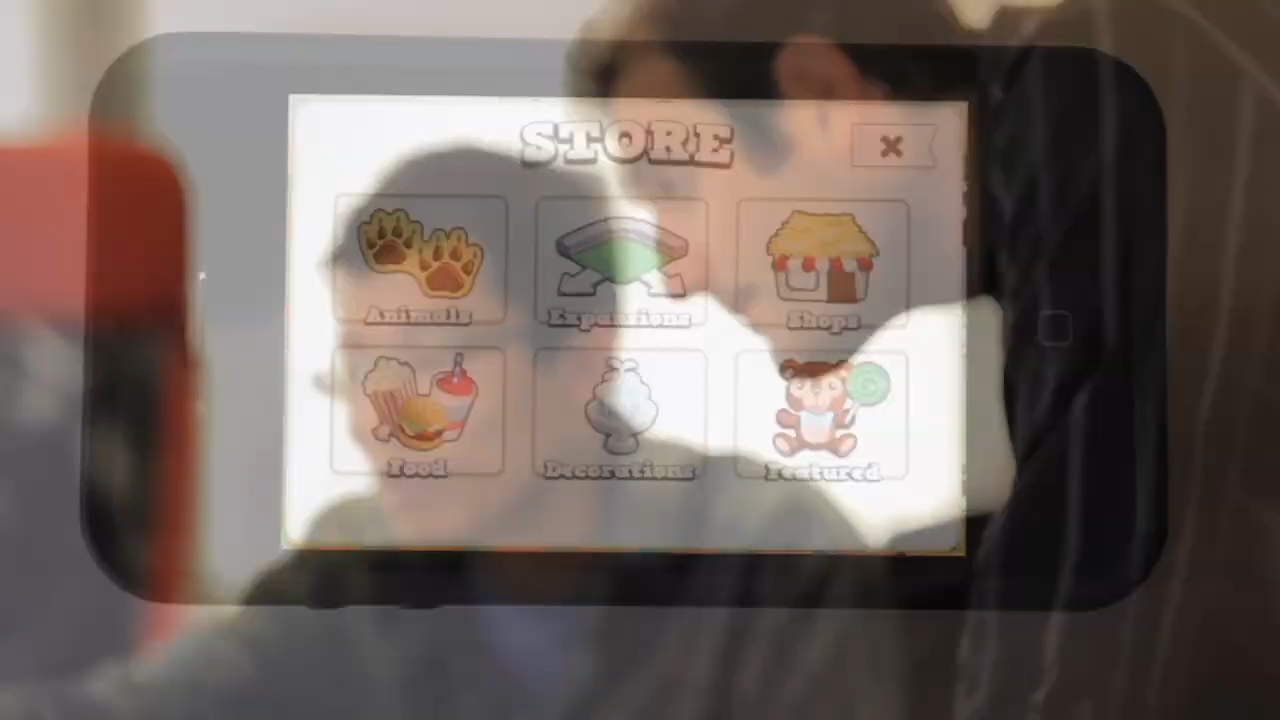 STORE
Animals
Expansions
Shops
Food
Decorations
Featured